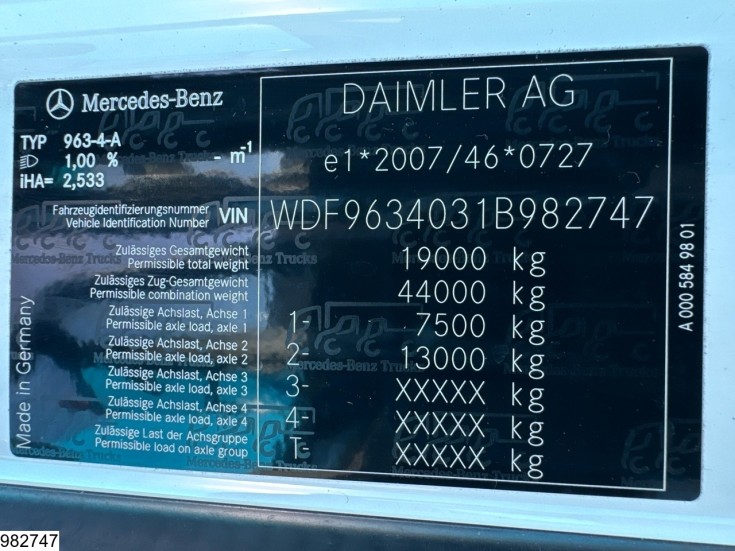 Mercedes-Benz
DAIMLER AG
TYP 963-4-A
1,00 % - m-1
iHA= 2,533
e1*2007/46*0727
Fahrzeugidentifizierungsnummer
Vehicle Identification Number
VIN WDF9634031B982747
Zulässiges Gesamtgewicht
Permissible total weight
19000 kg
Zulässiges Zug-Gesamtgewicht
Permissible combination weight
44000 kg
Zulässige Achslast, Achse 1
Permissible axle load, axle 1
1- 7500 kg
Zulässige Achslast, Achse 2
Permissible axle load, axle 2
2- 13000 kg
Zulässige Achslast, Achse 3
Permissible axle load, axle 3
3- XXXXX kg
Zulässige Achslast, Achse 4
Permissible axle load, axle 4
4- XXXXX kg
Zulässige Last der Achsgruppe
Permissible load on axle group
T- XXXXX kg
Made in Germany
A 000 584 98 01
982747